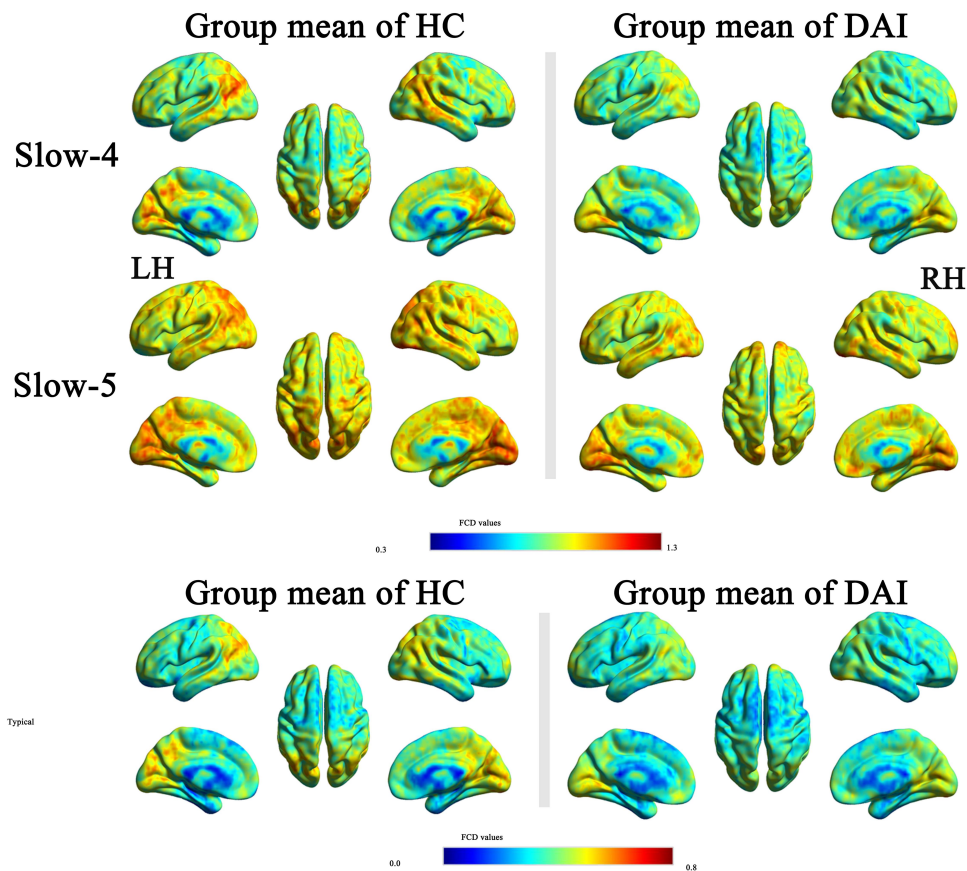 Group mean of HC
Group mean of DAI
Slow-4
LH
RH
Slow-5
FCD values
0.3
1.3
Group mean of HC
Group mean of DAI
Typical
FCD values
0.0
0.8